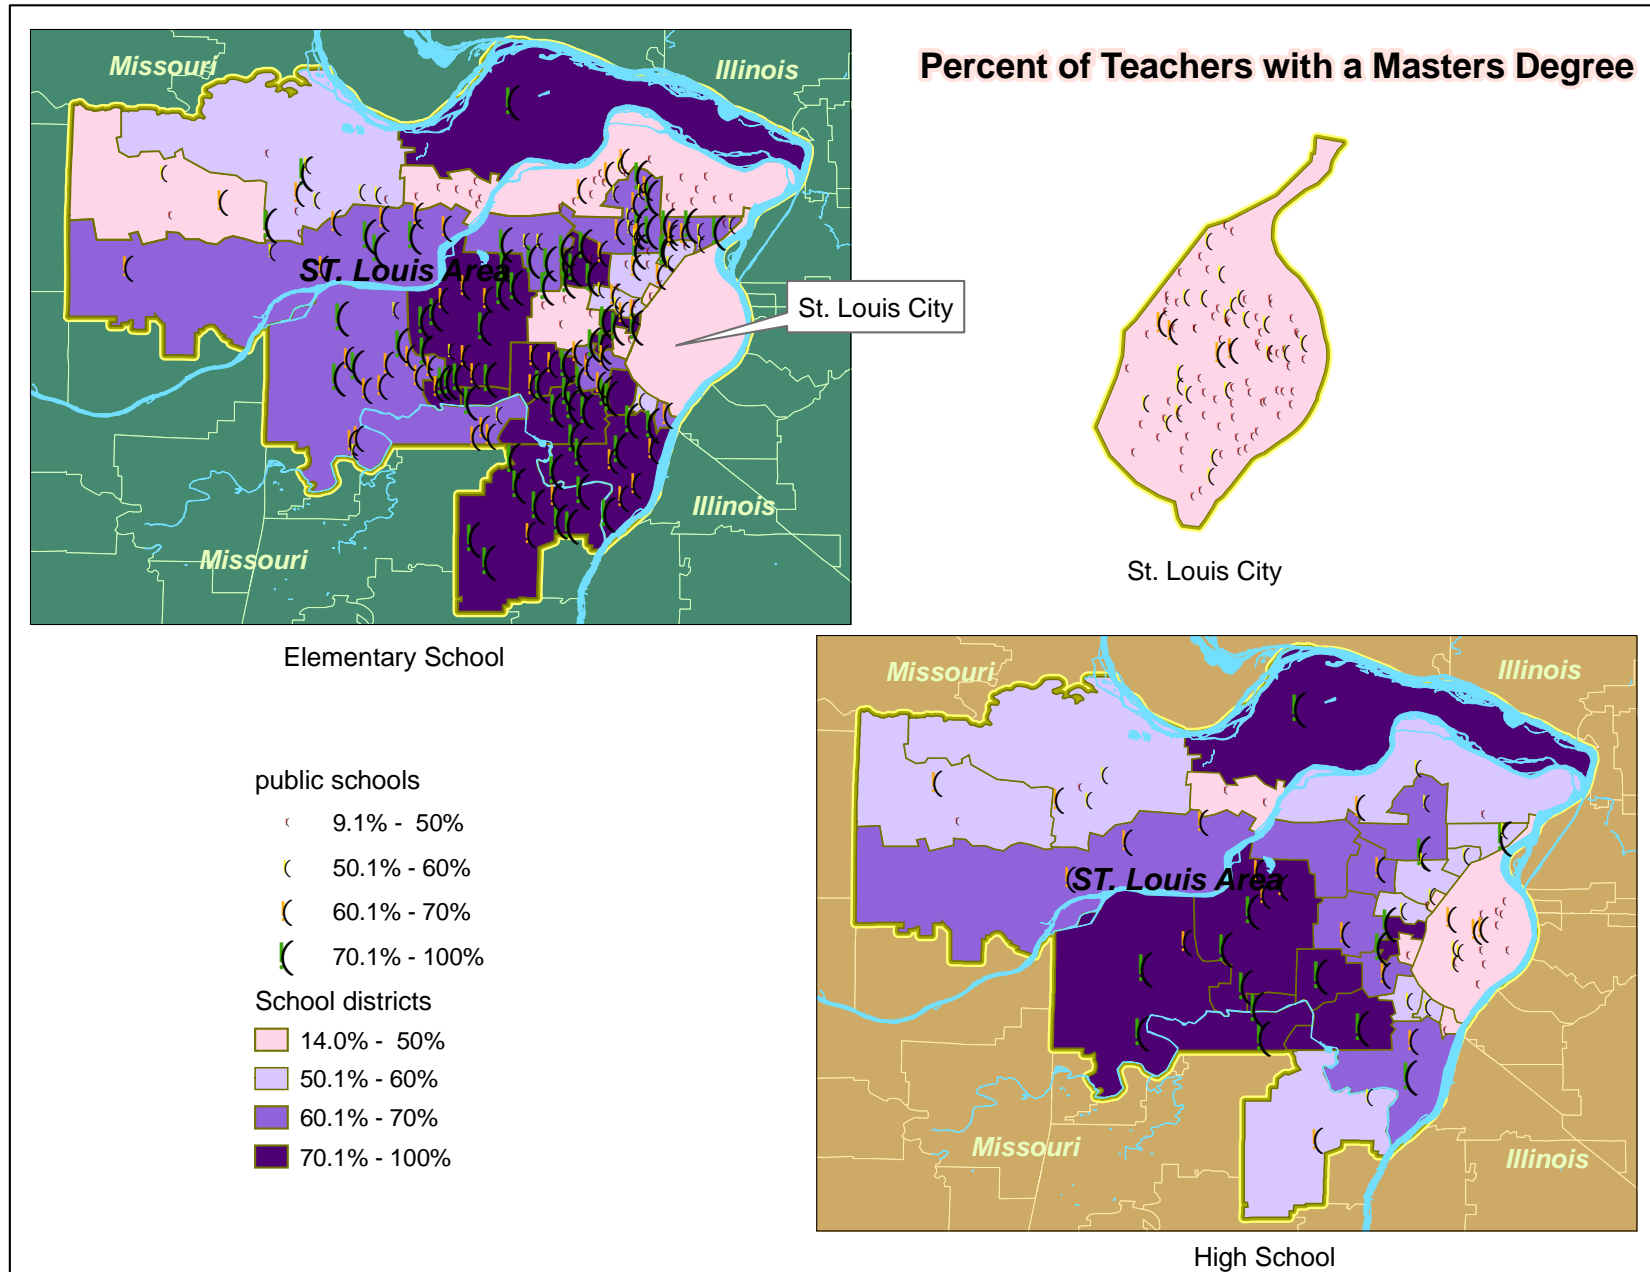 Percent of Teachers with a Masters Degree
Missouri
Illinois
ST. Louis Area
St. Louis City
Illinois
Missouri
Elementary School
St. Louis City
public schools
9.1% - 50%
50.1% - 60%
60.1% - 70%
70.1% - 100%
School districts
14.0% - 50%
50.1% - 60%
60.1% - 70%
70.1% - 100%
Missouri
Illinois
ST. Louis Area
Missouri
Illinois
High School